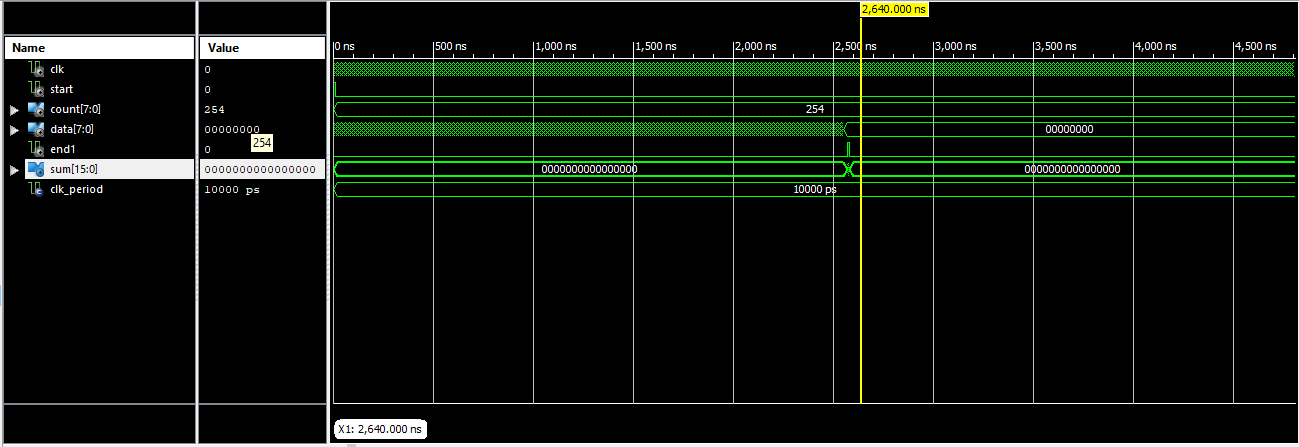 2,640.000 ns
Name Value
0 ns 500 ns 1,000 ns 1,500 ns 2,000 ns 2,500 ns 3,000 ns 3,500 ns 4,000 ns 4,500 ns
clk 0
start 0
count[7:0] 254 254
data[7:0] 00000000 00000000
254
end1 0
sum[15:0] 0000000000000000 0000000000000000 0000000000000000
clk_period 10000 ps 10000 ps
X1: 2,640.000 ns